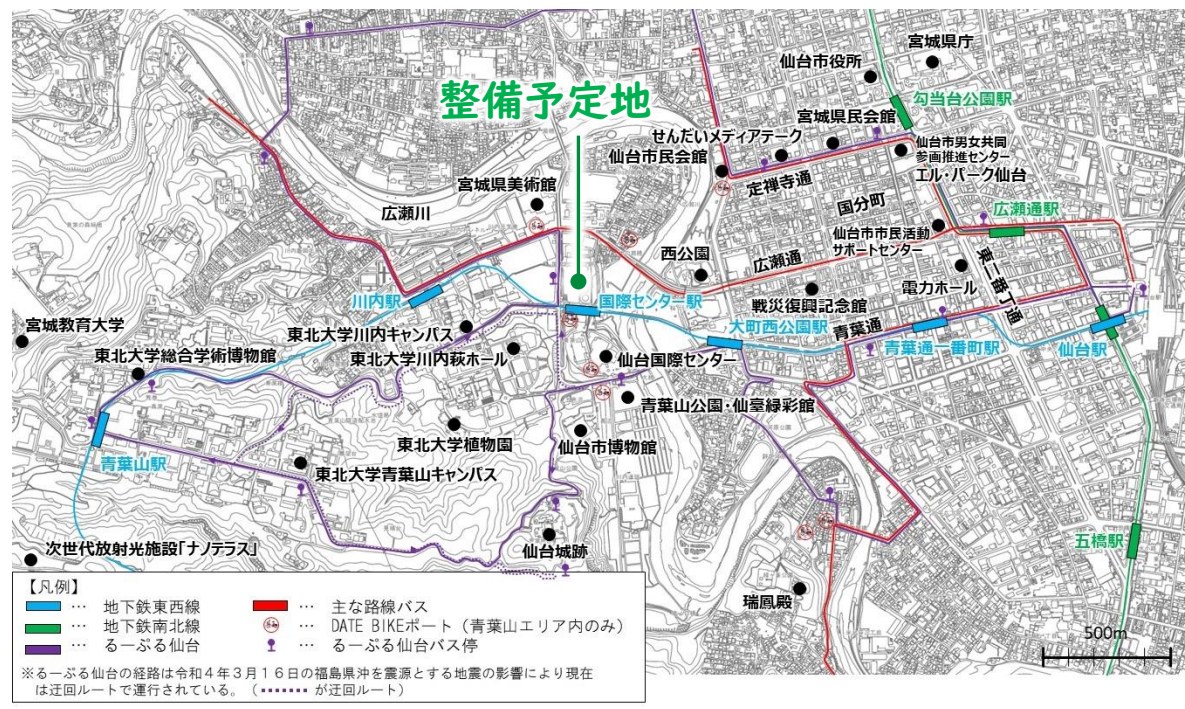 宮城県庁
仙台市役所
勾当台公園駅
整備予定地
宮城県民会館
せんだいメディアテーク
仙台市民会館
仙台市男女共同
参画推進センター
エル・パーク仙台
定禅寺通
宮城県美術館
国分町
広瀬川
広瀬通駅
仙台市市民活動
サポートセンター
西公園
広瀬通
東二番丁通
電力ホール
川内駅
国際センター駅
戦災復興記念館
宮城教育大学
東北大学川内キャンパス
大町西公園駅
青葉通
青葉通一番町駅
仙台駅
東北大学総合学術博物館
東北大学川内萩ホール
仙台国際センター
青葉山公園・仙臺緑彩館
東北大学植物園
仙台市博物館
青葉山駅
東北大学青葉山キャンパス
仙台城跡
五橋駅
次世代放射光施設「ナノテラス」
瑞鳳殿
【凡例】
… 地下鉄東西線
… 主な路線バス
… 地下鉄南北線
… DATE BIKEポート（青葉山エリア内のみ）
… るーぷる仙台
… るーぷる仙台バス停
※るーぷる仙台の経路は令和４年３月１６日の福島県沖を震源とする地震の影響により現在
は迂回ルートで運行されている。（ が迂回ルート）
500m